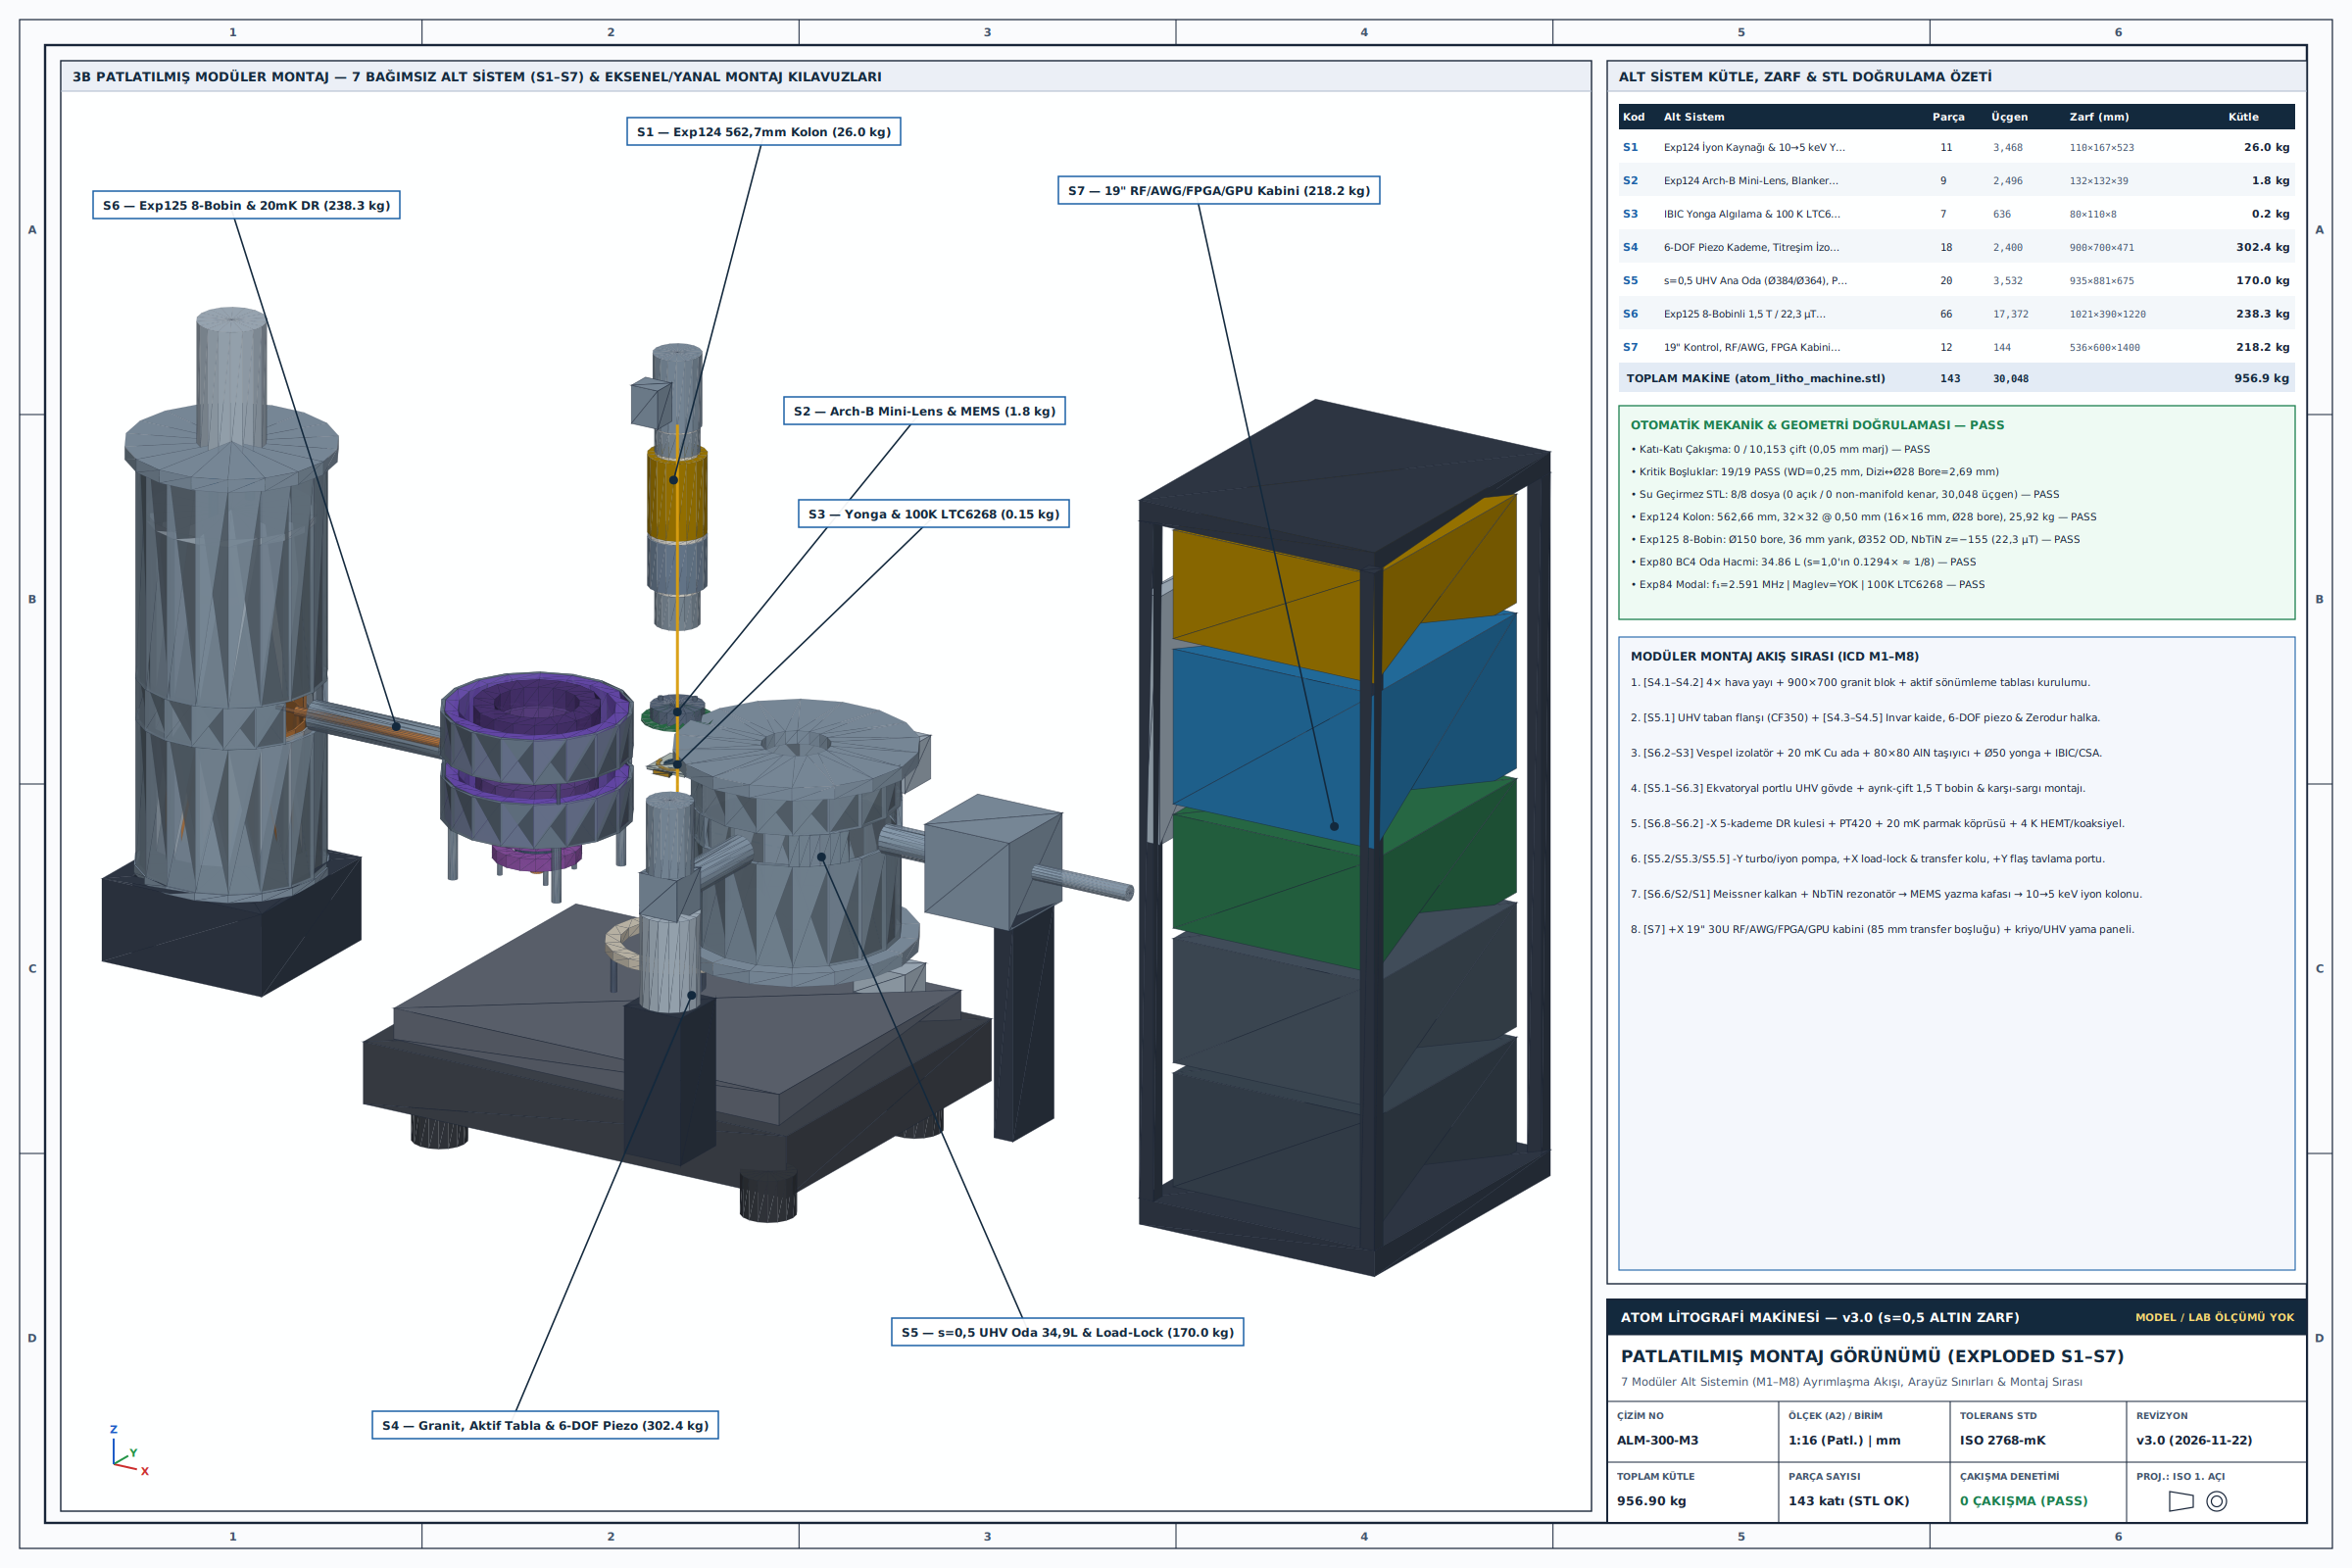 1 2 3 4 5 6
A
B
C
D
A
B
C
D
3B PATLATILMIŞ MODÜLER MONTAJ — 7 BAĞIMSIZ ALT SİSTEM (S1–S7) & EKSENEL/YANAL MONTAJ KILAVUZLARI
S1 — Exp124 562,7mm Kolon (26.0 kg)
S7 — 19" RF/AWG/FPGA/GPU Kabini (218.2 kg)
S6 — Exp125 8-Bobin & 20mK DR (238.3 kg)
S2 — Arch-B Mini-Lens & MEMS (1.8 kg)
S3 — Yonga & 100K LTC6268 (0.15 kg)
S5 — s=0,5 UHV Oda 34,9L & Load-Lock (170.0 kg)
S4 — Granit, Aktif Tabla & 6-DOF Piezo (302.4 kg)
Z
Y
X
ALT SİSTEM KÜTLE, ZARF & STL DOĞRULAMA ÖZETİ
Kod Alt Sistem Parça Üçgen Zarf (mm) Kütle
S1 Exp124 İyon Kaynağı & 10→5 keV Y... 11 3,468 110×167×523 26.0 kg
S2 Exp124 Arch-B Mini-Lens, Blanker... 9 2,496 132×132×39 1.8 kg
S3 IBIC Yonga Algılama & 100 K LTC6... 7 636 80×110×8 0.2 kg
S4 6-DOF Piezo Kademe, Titreşim İzo... 18 2,400 900×700×471 302.4 kg
S5 s=0,5 UHV Ana Oda (Ø384/Ø364), P... 20 3,532 935×881×675 170.0 kg
S6 Exp125 8-Bobinli 1,5 T / 22,3 µT... 66 17,372 1021×390×1220 238.3 kg
S7 19" Kontrol, RF/AWG, FPGA Kabini... 12 144 536×600×1400 218.2 kg
TOPLAM MAKİNE (atom_litho_machine.stl) 143 30,048 956.9 kg
OTOMATİK MEKANİK & GEOMETRİ DOĞRULAMASI — PASS
• Katı-Katı Çakışma: 0 / 10,153 çift (0,05 mm marj) — PASS
• Kritik Boşluklar: 19/19 PASS (WD=0,25 mm, Dizi↔Ø28 Bore=2,69 mm)
• Su Geçirmez STL: 8/8 dosya (0 açık / 0 non-manifold kenar, 30,048 üçgen) — PASS
• Exp124 Kolon: 562,66 mm, 32×32 @ 0,50 mm (16×16 mm, Ø28 bore), 25,92 kg — PASS
• Exp125 8-Bobin: Ø150 bore, 36 mm yarık, Ø352 OD, NbTiN z=−155 (22,3 µT) — PASS
• Exp80 BC4 Oda Hacmi: 34.86 L (s=1,0'ın 0.1294× ≈ 1/8) — PASS
• Exp84 Modal: f₁=2.591 MHz | Maglev=YOK | 100K LTC6268 — PASS
MODÜLER MONTAJ AKIŞ SIRASI (ICD M1–M8)
1. [S4.1–S4.2] 4× hava yayı + 900×700 granit blok + aktif sönümleme tablası kurulumu.
2. [S5.1] UHV taban flanşı (CF350) + [S4.3–S4.5] Invar kaide, 6-DOF piezo & Zerodur halka.
3. [S6.2–S3] Vespel izolatör + 20 mK Cu ada + 80×80 AlN taşıyıcı + Ø50 yonga + IBIC/CSA.
4. [S5.1–S6.3] Ekvatoryal portlu UHV gövde + ayrık-çift 1,5 T bobin & karşı-sargı montajı.
5. [S6.8–S6.2] -X 5-kademe DR kulesi + PT420 + 20 mK parmak köprüsü + 4 K HEMT/koaksiyel.
6. [S5.2/S5.3/S5.5] -Y turbo/iyon pompa, +X load-lock & transfer kolu, +Y flaş tavlama portu.
7. [S6.6/S2/S1] Meissner kalkan + NbTiN rezonatör → MEMS yazma kafası → 10→5 keV iyon kolonu.
8. [S7] +X 19" 30U RF/AWG/FPGA/GPU kabini (85 mm transfer boşluğu) + kriyo/UHV yama paneli.
ATOM LİTOGRAFİ MAKİNESİ — v3.0 (s=0,5 ALTIN ZARF) MODEL / LAB ÖLÇÜMÜ YOK
PATLATILMIŞ MONTAJ GÖRÜNÜMÜ (EXPLODED S1–S7)
7 Modüler Alt Sistemin (M1–M8) Ayrımlaşma Akışı, Arayüz Sınırları & Montaj Sırası
ÇİZİM NO ÖLÇEK (A2) / BİRİM TOLERANS STD REVİZYON
ALM-300-M3 1:16 (Patl.) | mm ISO 2768-mK v3.0 (2026-11-22)
TOPLAM KÜTLE PARÇA SAYISI ÇAKIŞMA DENETİMİ PROJ.: ISO 1. AÇI
956.90 kg 143 katı (STL OK) 0 ÇAKIŞMA (PASS)
1 2 3 4 5 6